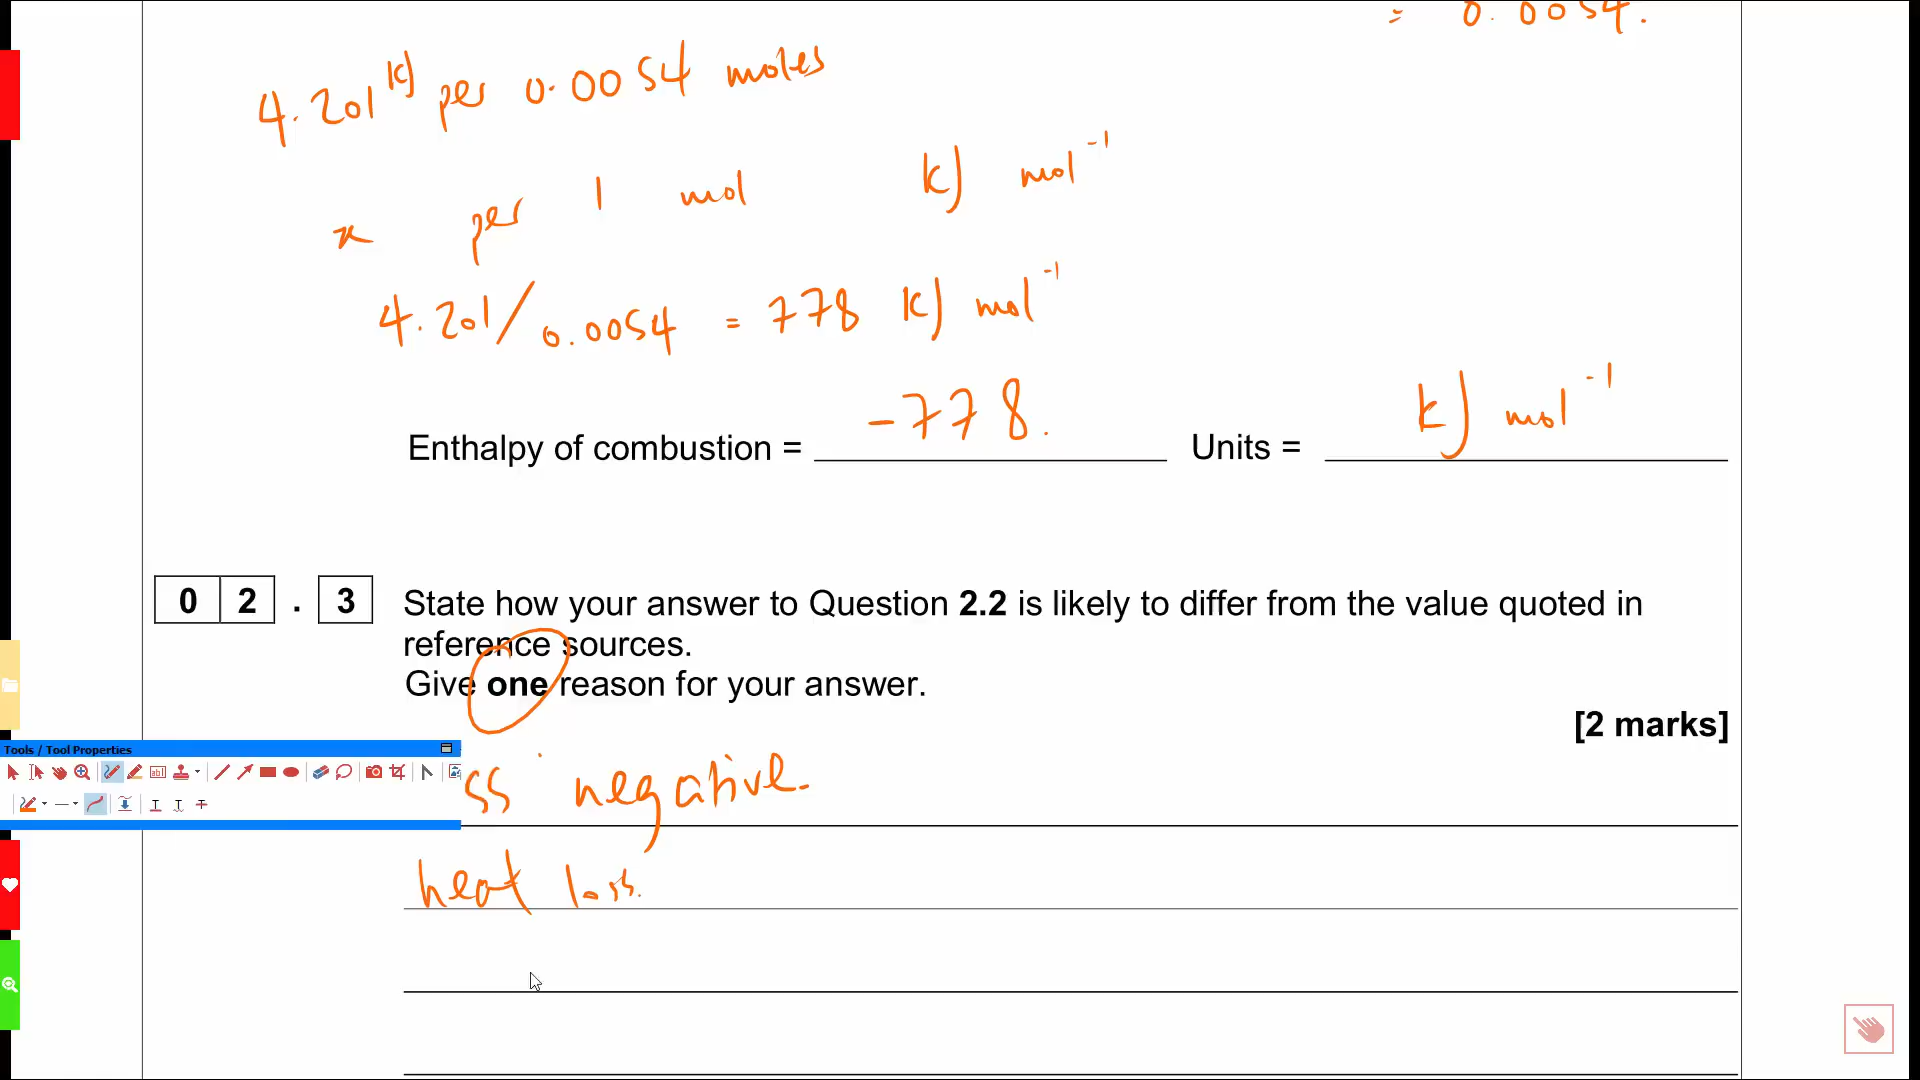 = 0.0054.
4.201 kJ per 0.0054 moles
x per 1 mol kJ mol⁻¹
4.201/0.0054 = 778 kJ mol⁻¹
Enthalpy of combustion = -778. Units = kJ mol⁻¹
02.3 State how your answer to Question 2.2 is likely to differ from the value quoted in
reference sources.
Give one reason for your answer.
[2 marks]
Tools / Tool Properties
ss negative.
heat loss.